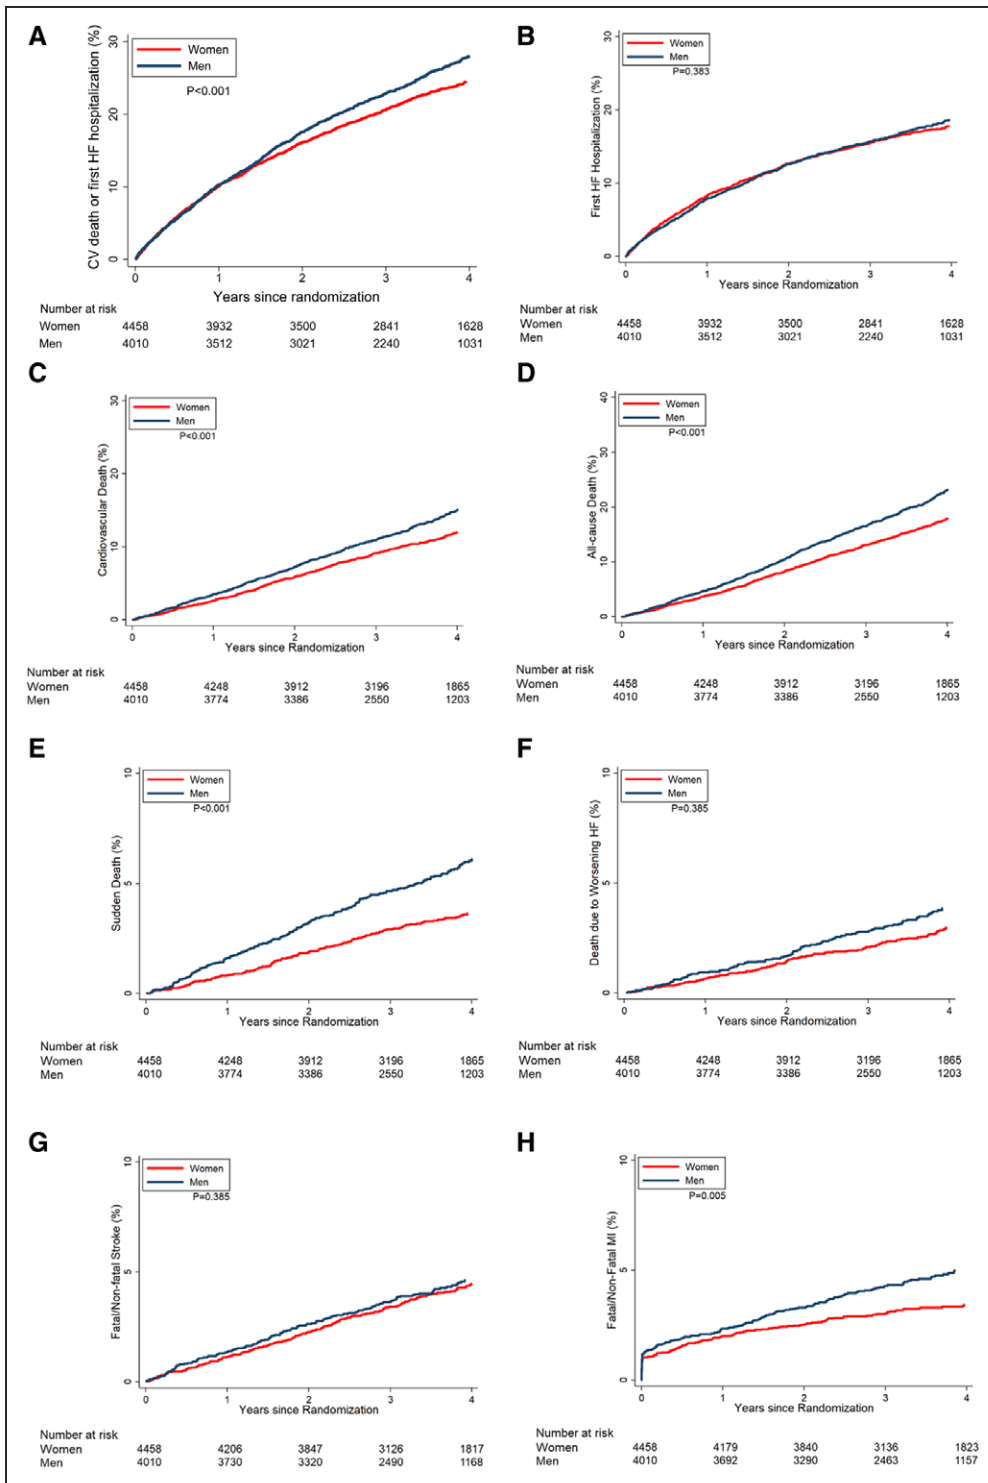 A
CV death or first HF hospitalization (%)
0 10 20 30
Women
Men
P<0.001
0 1 2 3 4
Years since randomization
Number at risk
Women 4458 3932 3500 2841 1628
Men 4010 3512 3021 2240 1031
B
First HF Hospitalization (%)
0 10 20 30
Women
Men
P=0.383
0 1 2 3 4
Years since Randomization
Number at risk
Women 4458 3932 3500 2841 1628
Men 4010 3512 3021 2240 1031
C
Cardiovascular Death (%)
0 10 20 30
Women
Men
P<0.001
0 1 2 3 4
Years since Randomization
Number at risk
Women 4458 4248 3912 3196 1865
Men 4010 3774 3386 2550 1203
D
All-cause Death (%)
0 10 20 30 40
Women
Men
P<0.001
0 1 2 3 4
Years since Randomization
Number at risk
Women 4458 4248 3912 3196 1865
Men 4010 3774 3386 2550 1203
E
Sudden Death (%)
0 5 10
Women
Men
P<0.001
0 1 2 3 4
Years since Randomization
Number at risk
Women 4458 4248 3912 3196 1865
Men 4010 3774 3386 2550 1203
F
Death due to Worsening HF (%)
0 5 10
Women
Men
P=0.385
0 1 2 3 4
Years since Randomization
Number at risk
Women 4458 4248 3912 3196 1865
Men 4010 3774 3386 2550 1203
G
Fatal/Non-fatal Stroke (%)
0 5 10
Women
Men
P=0.385
0 1 2 3 4
Years since Randomization
Number at risk
Women 4458 4206 3847 3126 1817
Men 4010 3730 3320 2490 1168
H
Fatal/Non-Fatal MI (%)
0 5 10
Women
Men
P=0.005
0 1 2 3 4
Years since Randomization
Number at risk
Women 4458 4179 3840 3136 1823
Men 4010 3692 3290 2463 1157